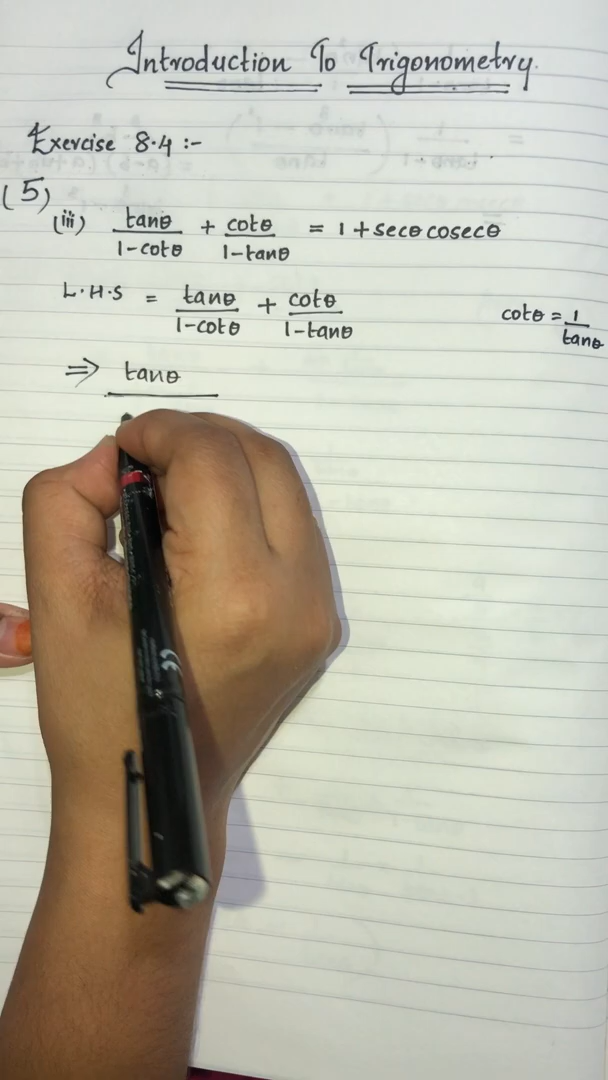 Introduction To Trigonometry.
Exercise 8.4 :-
(5)
(iii) tanθ/1-cotθ + cotθ/1-tanθ = 1+secθ cosecθ
L.H.S = tanθ/1-cotθ + cotθ/1-tanθ
cotθ = 1/tanθ
⇒ tanθ
CE